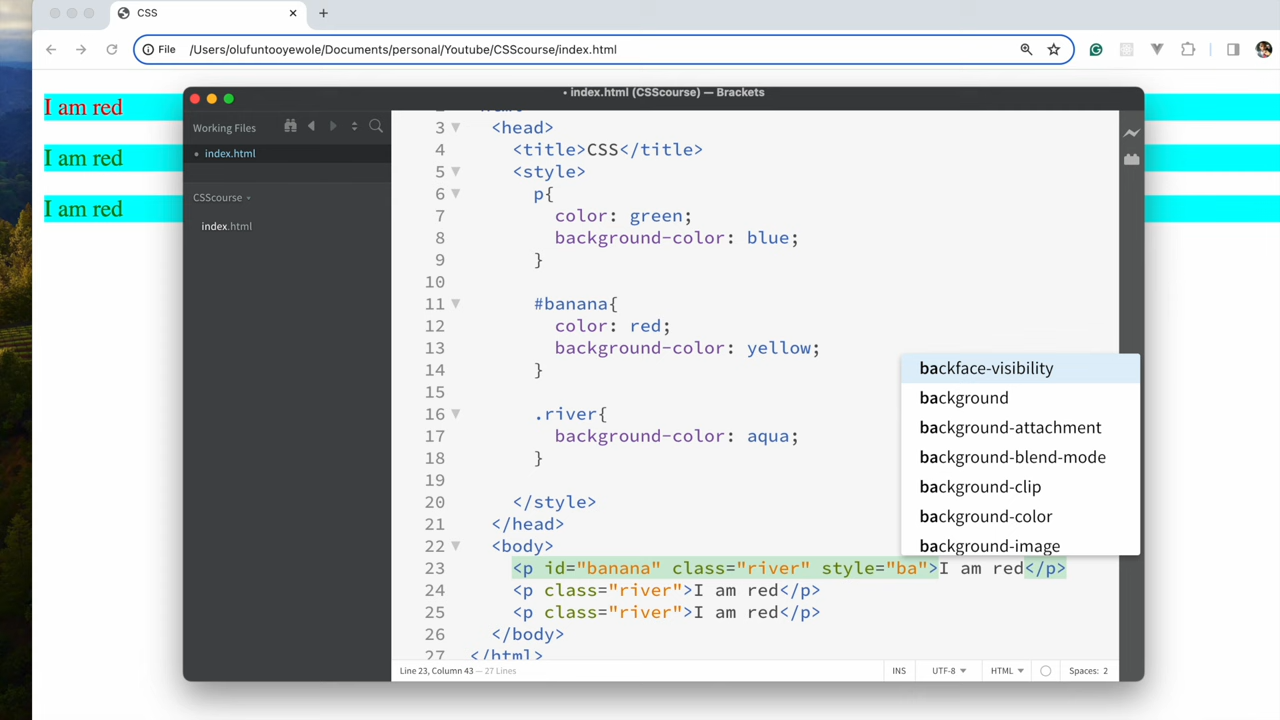 CSS
File /Users/olufuntooyewole/Documents/personal/Youtube/CSScourse/index.html
I am red
I am red
I am red
• index.html (CSScourse) — Brackets
Working Files
• index.html
CSScourse
index.html
3 <head>
4 <title>CSS</title>
5 <style>
6 p{
7 color: green;
8 background-color: blue;
9 }
10
11 #banana{
12 color: red;
13 background-color: yellow;
14 }
15
16 .river{
17 background-color: aqua;
18 }
19
20 </style>
21 </head>
22 <body>
23 <p id="banana" class="river" style="ba">I am red</p>
24 <p class="river">I am red</p>
25 <p class="river">I am red</p>
26 </body>
27 </html>
backface-visibility
background
background-attachment
background-blend-mode
background-clip
background-color
background-image
Line 23, Column 43 — 27 Lines
INS UTF-8 HTML Spaces: 2